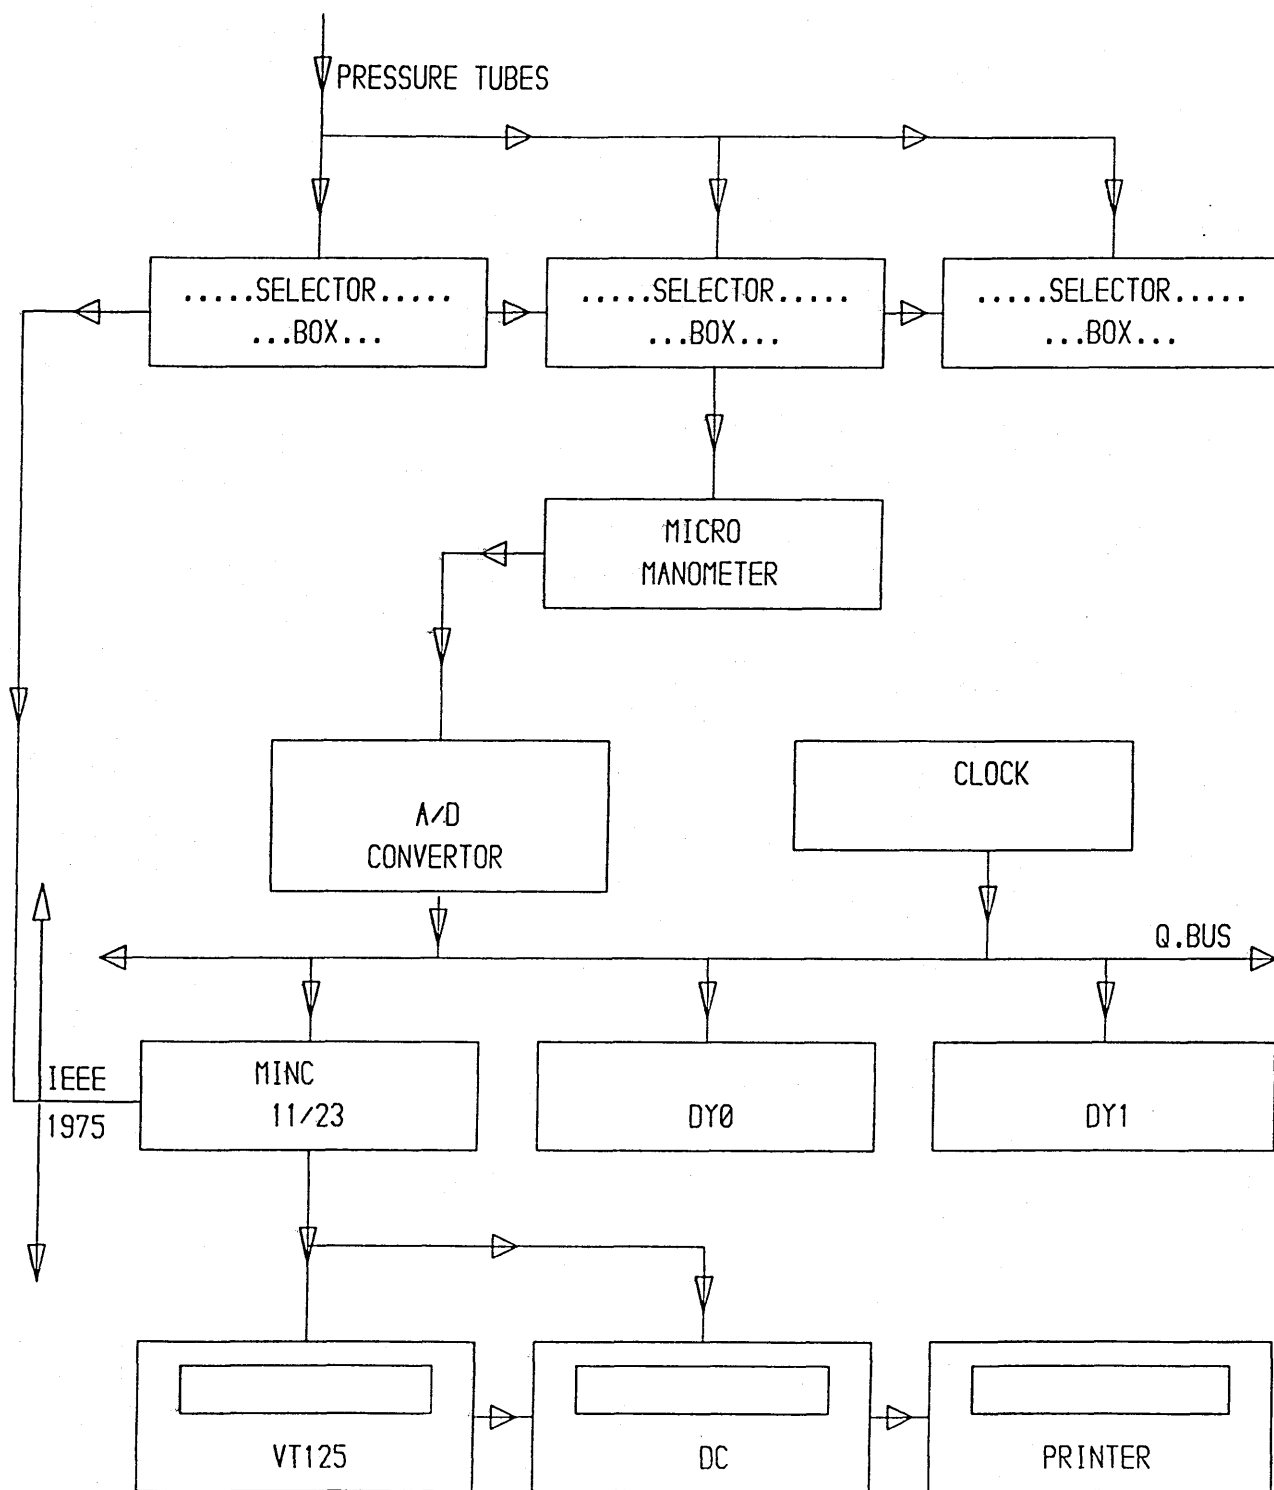 PRESSURE TUBES
.....SELECTOR.....
...BOX...
.....SELECTOR.....
...BOX...
.....SELECTOR.....
...BOX...
MICRO
MANOMETER
A/D
CONVERTOR
CLOCK
Q.BUS
IEEE
1975
MINC
11/23
DY0
DY1
VT125
DC
PRINTER